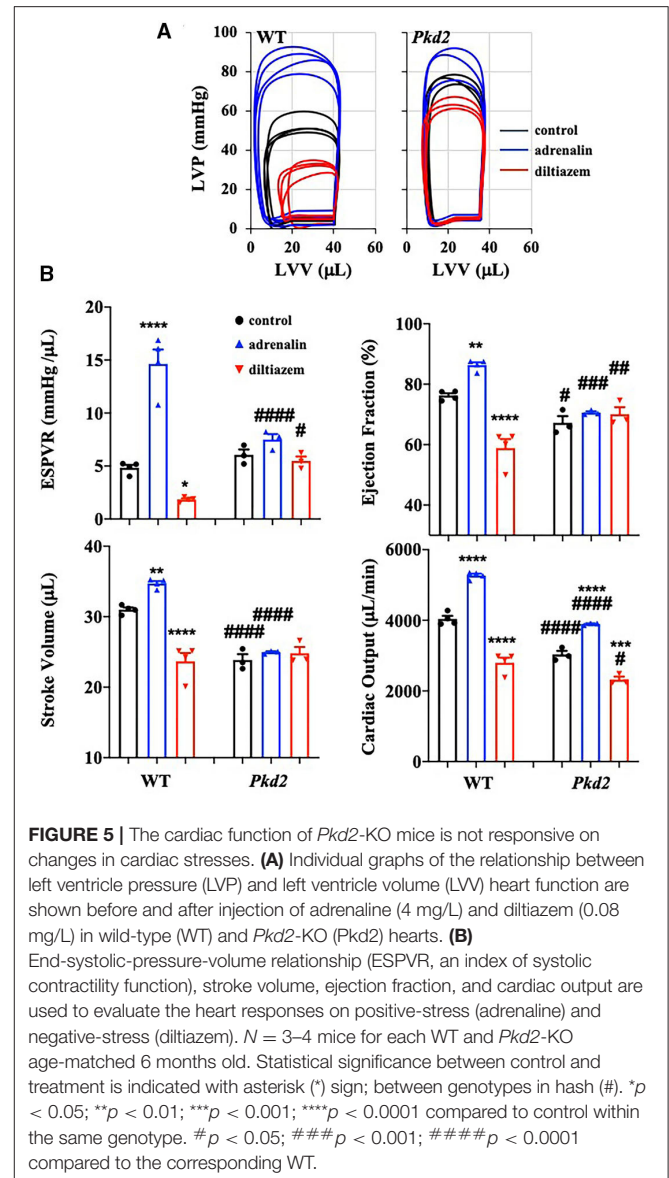 A
WT
Pkd2
100
80
60
40
20
0
LVP (mmHg)
control
adrenalin
diltiazem
0 20 40 60
0 20 40 60
LVV (μL)
LVV (μL)
B
20
15
10
5
0
ESPVR (mmHg /μL)
****
*
####
#
control
adrenalin
diltiazem
100
80
60
40
Ejection Fraction (%)
**
****
#
###
##
40
30
20
10
Stroke Volume (μL)
**
****
####
####
WT
Pkd2
6000
4000
2000
0
Cardiac Output (μL/min)
****
****
####
****
####
***
#
WT
Pkd2
FIGURE 5 | The cardiac function of Pkd2-KO mice is not responsive on
changes in cardiac stresses. (A) Individual graphs of the relationship between
left ventricle pressure (LVP) and left ventricle volume (LVV) heart function are
shown before and after injection of adrenaline (4 mg/L) and diltiazem (0.08
mg/L) in wild-type (WT) and Pkd2-KO (Pkd2) hearts. (B)
End-systolic-pressure-volume relationship (ESPVR, an index of systolic
contractility function), stroke volume, ejection fraction, and cardiac output are
used to evaluate the heart responses on positive-stress (adrenaline) and
negative-stress (diltiazem). N = 3–4 mice for each WT and Pkd2-KO
age-matched 6 months old. Statistical significance between control and
treatment is indicated with asterisk (*) sign; between genotypes in hash (#). *p
< 0.05; **p < 0.01; ***p < 0.001; ****p < 0.0001 compared to control within
the same genotype. #p < 0.05; ###p < 0.001; ####p < 0.0001
compared to the corresponding WT.